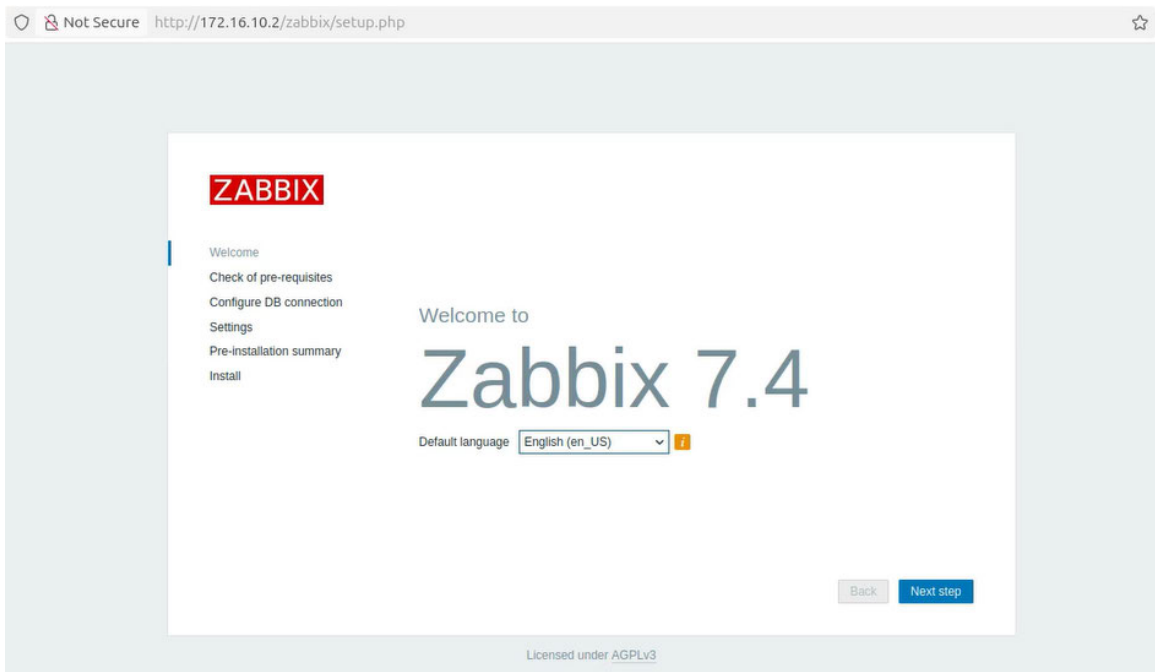 Not Secure http://172.16.10.2/zabbix/setup.php
ZABBIX
Welcome
Check of pre-requisites
Configure DB connection
Settings
Pre-installation summary
Install
Welcome to
Zabbix 7.4
Default language English (en_US) i
Back Next step
Licensed under AGPLv3